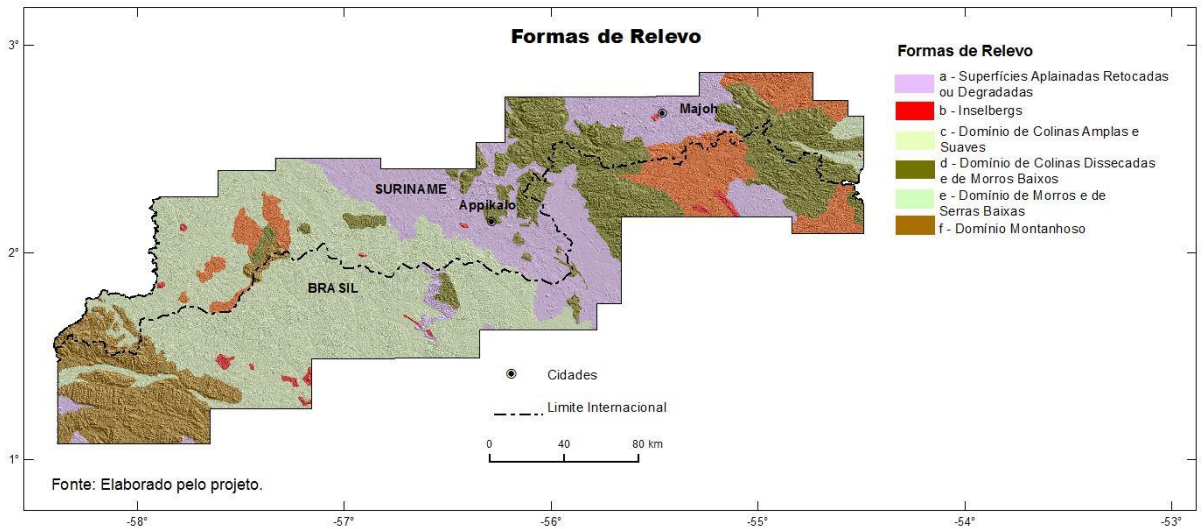 Formas de Relevo
3°
2°
1°
Majoh
SURINAME
Appikalo
BRASIL
Formas de Relevo
a - Superfícies Aplainadas Retocadas
ou Degradadas
b - Inselbergs
c - Domínio de Colinas Amplas e
Suaves
d - Domínio de Colinas Dissecadas
e de Morros Baixos
e - Domínio de Morros e de
Serras Baixas
f - Domínio Montanhoso
Cidades
Limite Internacional
0 40 80 km
Fonte: Elaborado pelo projeto.
-58° -57° -56° -55° -54° -53°